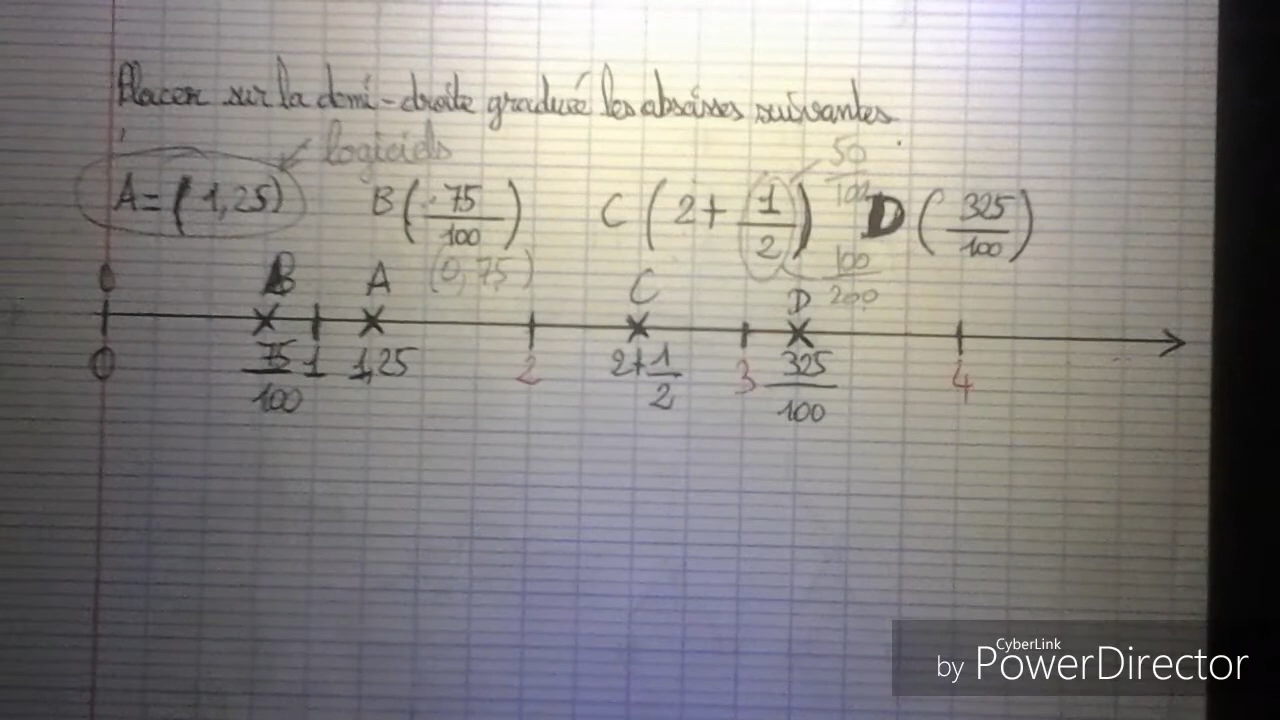 Placer sur la demi-droite gradué les abscisses suivantes
logiciels
50
100
A=(1,25) B(75/100) C(2+1/2) D(325/100)
(0,75)
100
200
B A C D
0 75/100 1 1,25 2 2+1/2 3 325/100 4
CyberLink
by PowerDirector